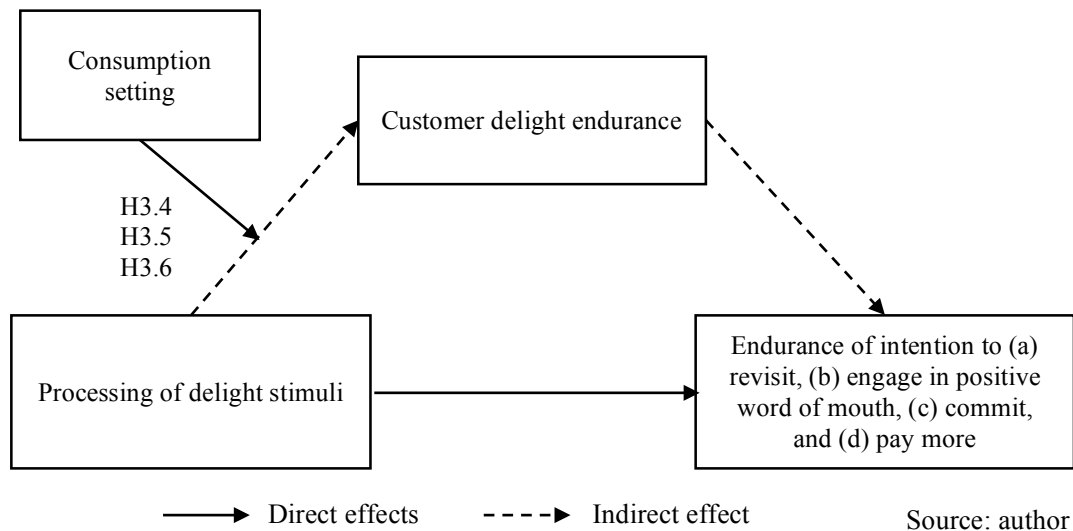 Consumption
setting
Customer delight endurance
H3.4
H3.5
H3.6
Processing of delight stimuli
Endurance of intention to (a)
revisit, (b) engage in positive
word of mouth, (c) commit,
and (d) pay more
Direct effects
Indirect effect
Source: author